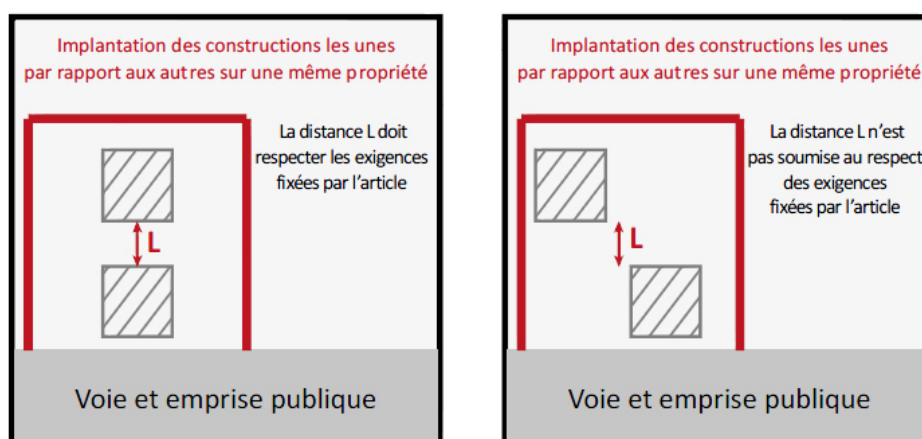 Implantation des constructions les unes
par rapport aux autres sur une même propriété
La distance L doit
respecter les exigences
fixées par l'article
L
Voie et emprise publique
Implantation des constructions les unes
par rapport aux autres sur une même propriété
La distance L n'est
pas soumise au respect
des exigences
fixées par l'article
L
Voie et emprise publique